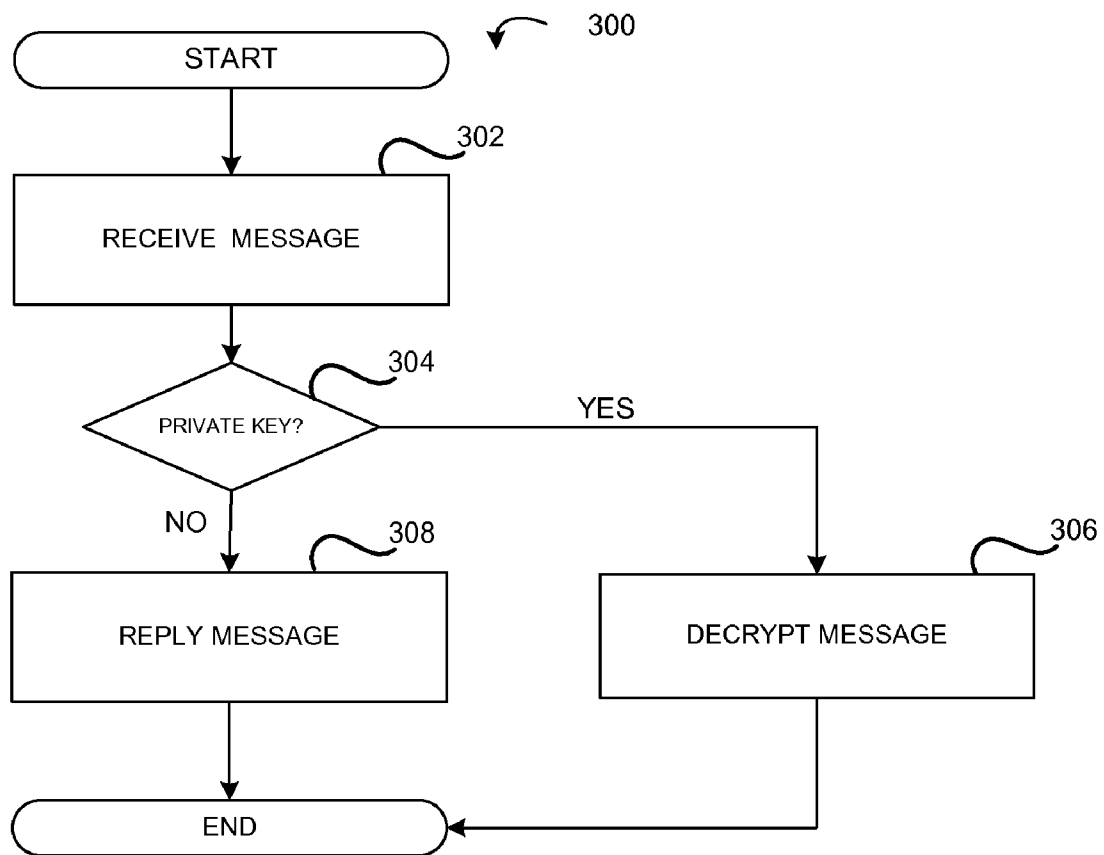 300
START
302
RECEIVE MESSAGE
304
PRIVATE KEY?
YES
NO
308
306
REPLY MESSAGE
DECRYPT MESSAGE
END